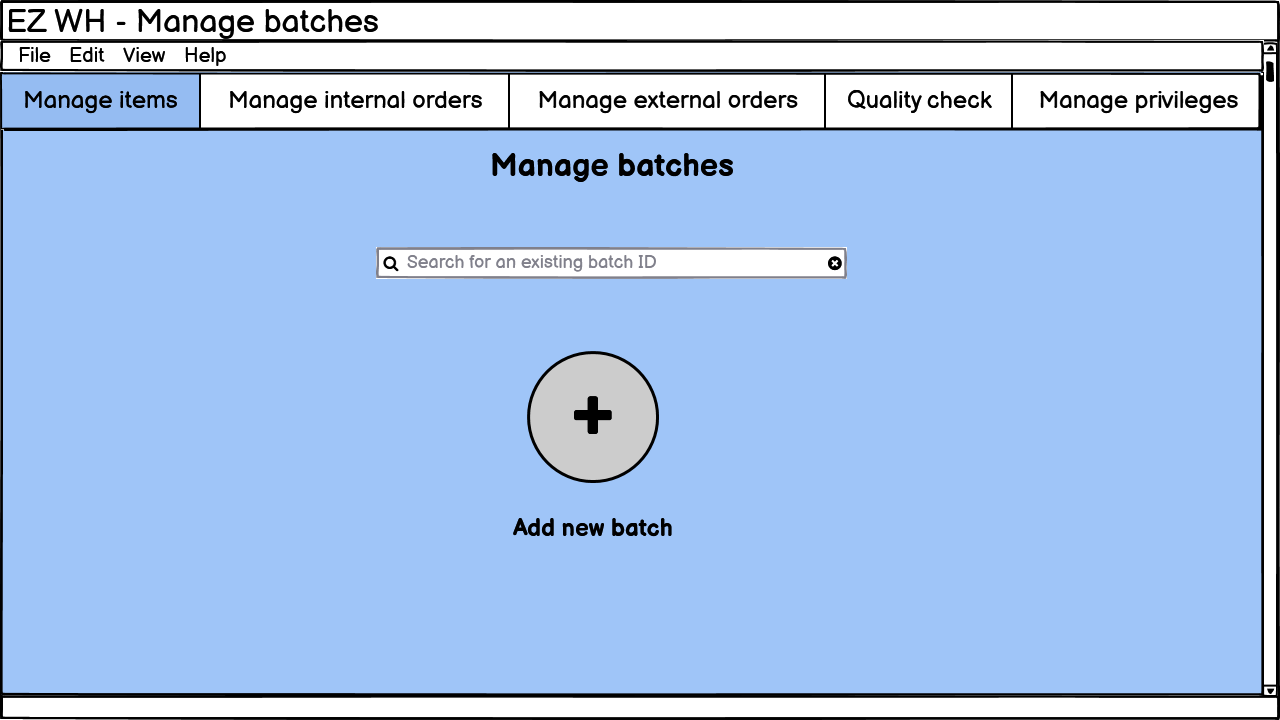 EZ WH - Manage batches
File Edit View Help
Manage items Manage internal orders Manage external orders Quality check Manage privileges
Manage batches
Search for an existing batch ID
Add new batch